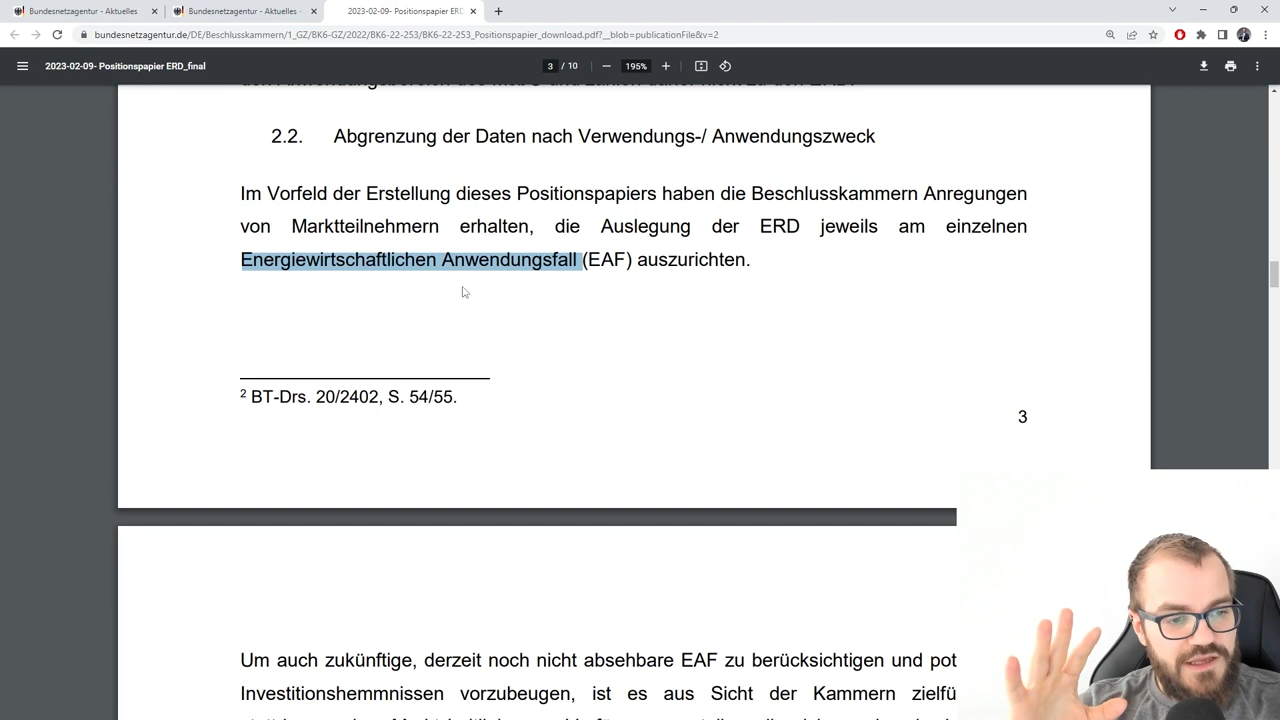 Bundesnetzagentur - Aktuelles
Bundesnetzagentur - Aktuelles -
2023-02-09- Positionspapier ERD_
bundesnetzagentur.de/DE/Beschlusskammern/1_GZ/BK6-GZ/2022/BK6-22-253/BK6-22-253_Positionspapier_download.pdf?__blob=publicationFile&v=2
2023-02-09- Positionspapier ERD_final
3 / 10
195%
2.2. Abgrenzung der Daten nach Verwendungs-/ Anwendungszweck
Im Vorfeld der Erstellung dieses Positionspapiers haben die Beschlusskammern Anregungen
von Marktteilnehmern erhalten, die Auslegung der ERD jeweils am einzelnen
Energiewirtschaftlichen Anwendungsfall (EAF) auszurichten.
2 BT-Drs. 20/2402, S. 54/55.
3
Um auch zukünftige, derzeit noch nicht absehbare EAF zu berücksichtigen und pot
Investitionshemmnissen vorzubeugen, ist es aus Sicht der Kammern zielfü